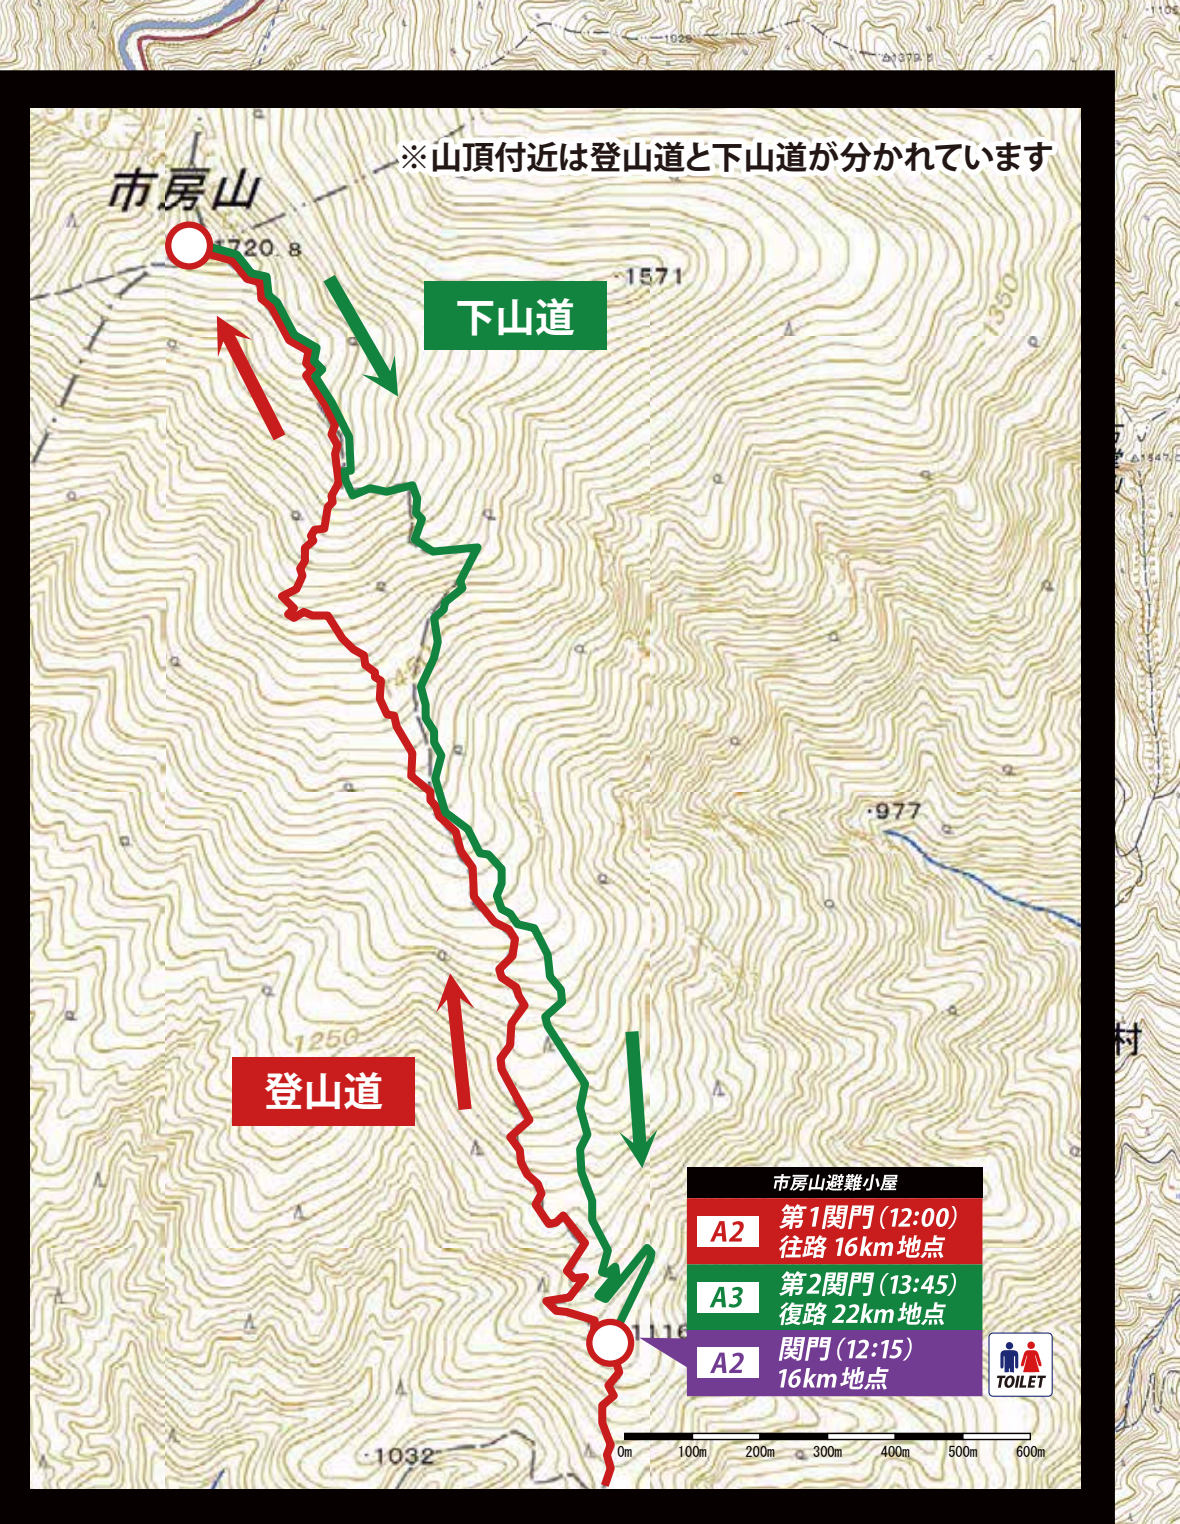 1028
△1379.5
※山頂付近は登山道と下山道が分かれています
市房山
1720.8
・1571
下山道
1350
△1547
・977
村
1250
登山道
市房山避難小屋
A2
第1関門（12:00）
往路 16km地点
A3
第2関門（13:45）
復路 22km地点
1116
A2
関門（12:15）
16km地点
TOILET
・1032
0m 100m 200m 300m 400m 500m 600m